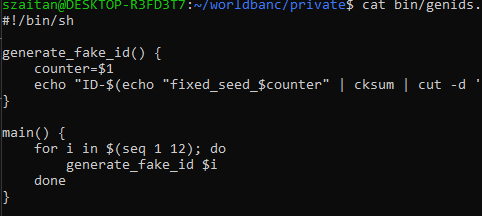 szaitan@DESKTOP-R3FD3T7:~/worldbanc/private$ cat bin/genids.
#!/bin/sh
generate_fake_id() {
    counter=$1
    echo "ID-$(echo "fixed_seed_$counter" | cksum | cut -d '
}
main() {
    for i in $(seq 1 12); do
        generate_fake_id $i
    done
}